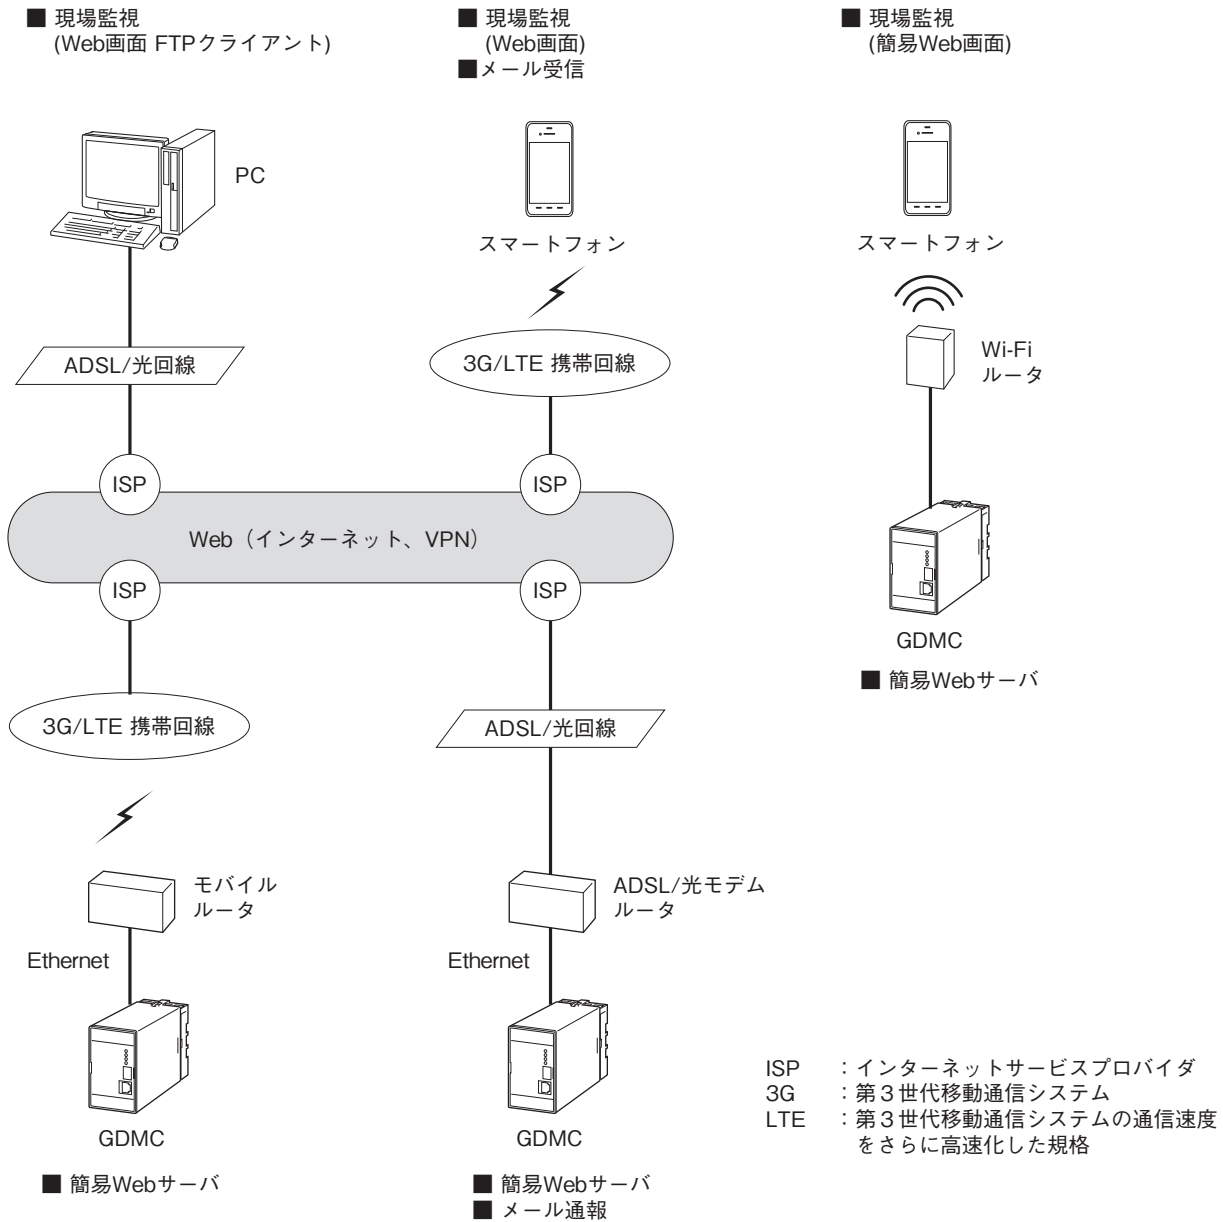 ■ 現場監視
(Web画面 FTPクライアント)
■ 現場監視
(Web画面)
■メール受信
■ 現場監視
(簡易Web画面)
PC
スマートフォン
スマートフォン
ADSL/光回線
3G/LTE 携帯回線
Wi-Fi
ルータ
ISP
ISP
Web（インターネット、VPN）
ISP
ISP
GDMC
■ 簡易Webサーバ
3G/LTE 携帯回線
ADSL/光回線
モバイル
ルータ
ADSL/光モデム
ルータ
Ethernet
Ethernet
GDMC
■ 簡易Webサーバ
GDMC
■ 簡易Webサーバ
■ メール通報
ISP ：インターネットサービスプロバイダ
3G ：第３世代移動通信システム
LTE ：第３世代移動通信システムの通信速度
をさらに高速化した規格